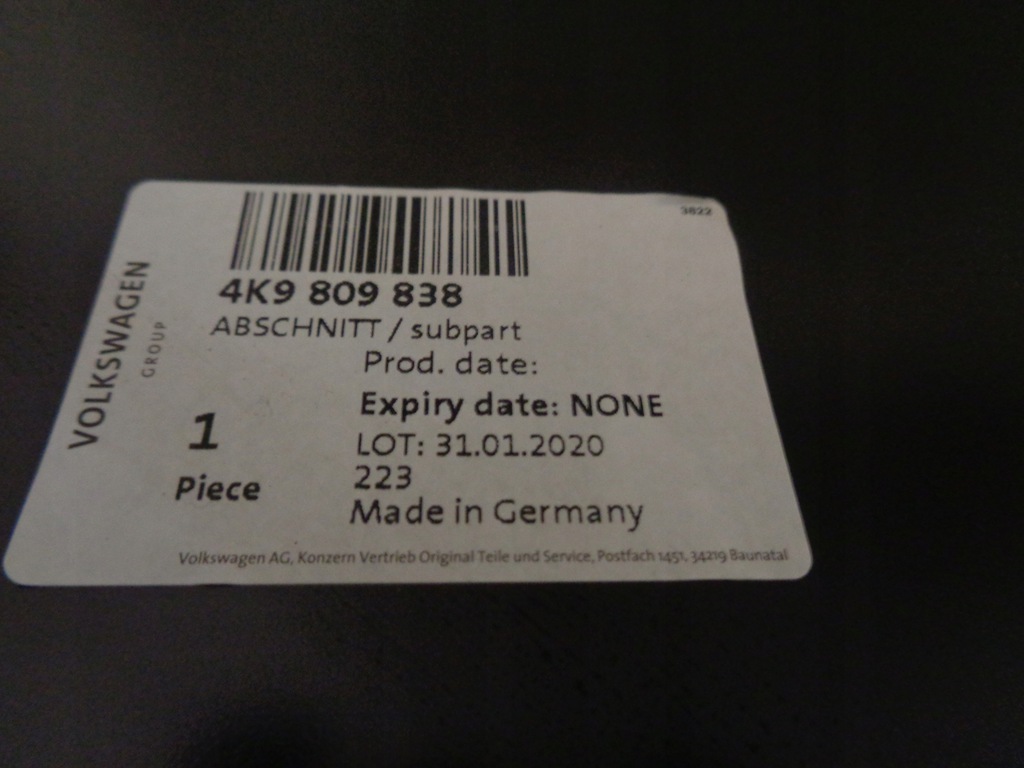 3822
4K9 809 838
ABSCHNITT / subpart
Prod. date:
Expiry date: NONE
LOT: 31.01.2020
223
Made in Germany
1
Piece
VOLKSWAGEN
GROUP
Volkswagen AG, Konzern Vertrieb Original Teile und Service, Postfach 1451, 34219 Baunatal